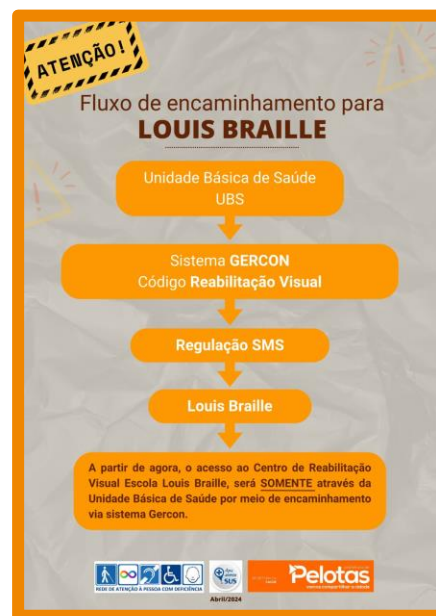 ATENÇÃO!
Fluxo de encaminhamento para
LOUIS BRAILLE
Unidade Básica de Saúde
UBS
Sistema GERCON
Código Reabilitação Visual
Regulação SMS
Louis Braille
A partir de agora, o acesso ao Centro de Reabilitação
Visual Escola Louis Braille, será SOMENTE através da
Unidade Básica de Saúde por meio de encaminhamento
via sistema Gercon.
REDE DE ATENÇÃO À PESSOA COM DEFICIÊNCIA
SUS
Pelotas
Abril/2024